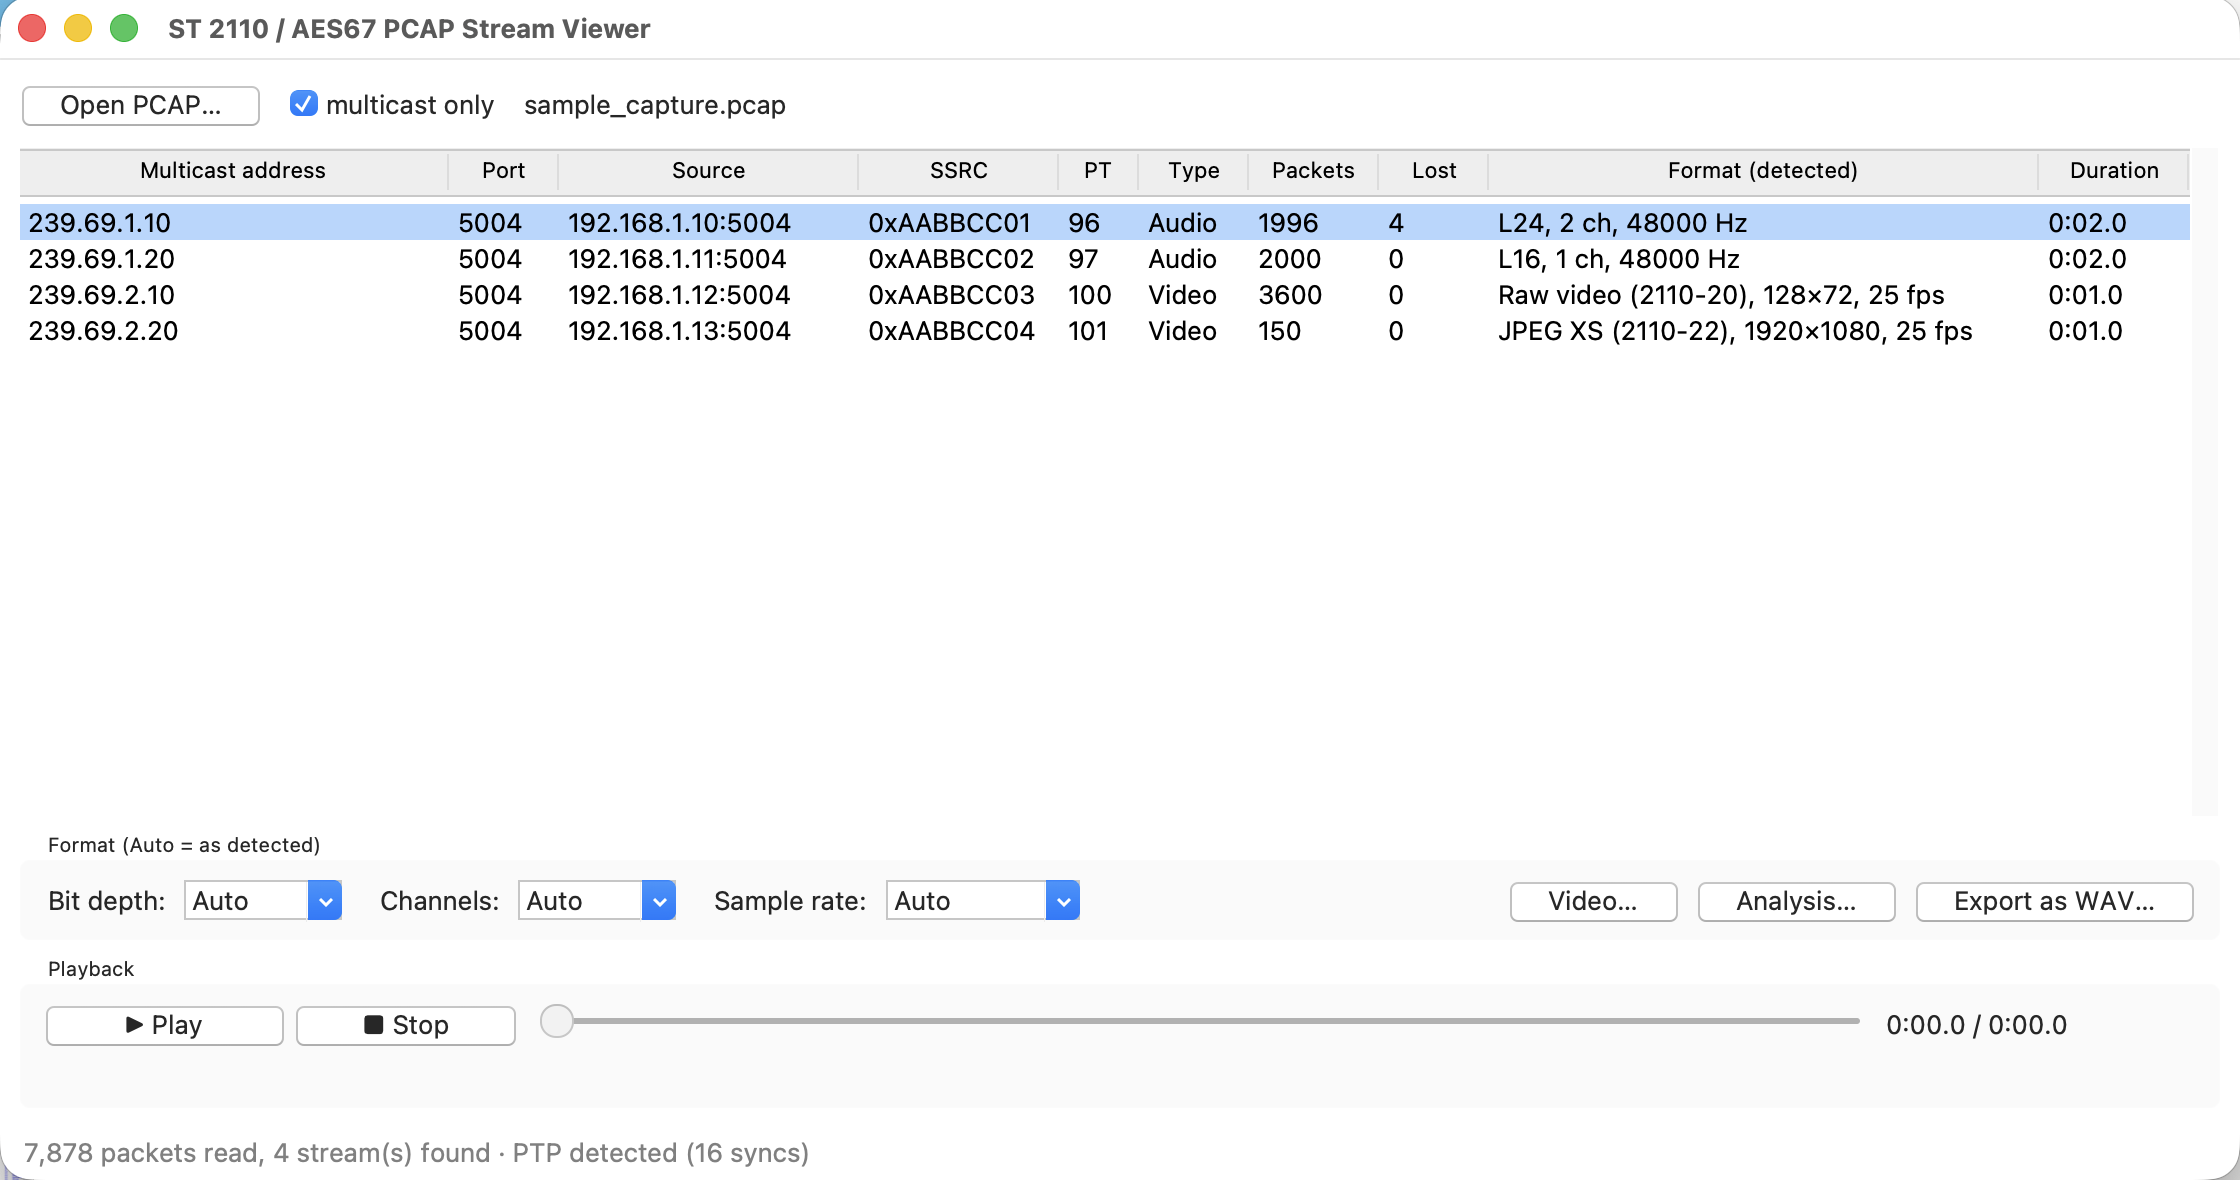 ST 2110 / AES67 PCAP Stream Viewer
Open PCAP... multicast only sample_capture.pcap
Multicast address Port Source SSRC PT Type Packets Lost Format (detected) Duration
239.69.1.10 5004 192.168.1.10:5004 0xAABBCC01 96 Audio 1996 4 L24, 2 ch, 48000 Hz 0:02.0
239.69.1.20 5004 192.168.1.11:5004 0xAABBCC02 97 Audio 2000 0 L16, 1 ch, 48000 Hz 0:02.0
239.69.2.10 5004 192.168.1.12:5004 0xAABBCC03 100 Video 3600 0 Raw video (2110-20), 128×72, 25 fps 0:01.0
239.69.2.20 5004 192.168.1.13:5004 0xAABBCC04 101 Video 150 0 JPEG XS (2110-22), 1920×1080, 25 fps 0:01.0
Format (Auto = as detected)
Bit depth: Auto Channels: Auto Sample rate: Auto Video... Analysis... Export as WAV...
Playback
▶ Play ■ Stop 0:00.0 / 0:00.0
7,878 packets read, 4 stream(s) found · PTP detected (16 syncs)